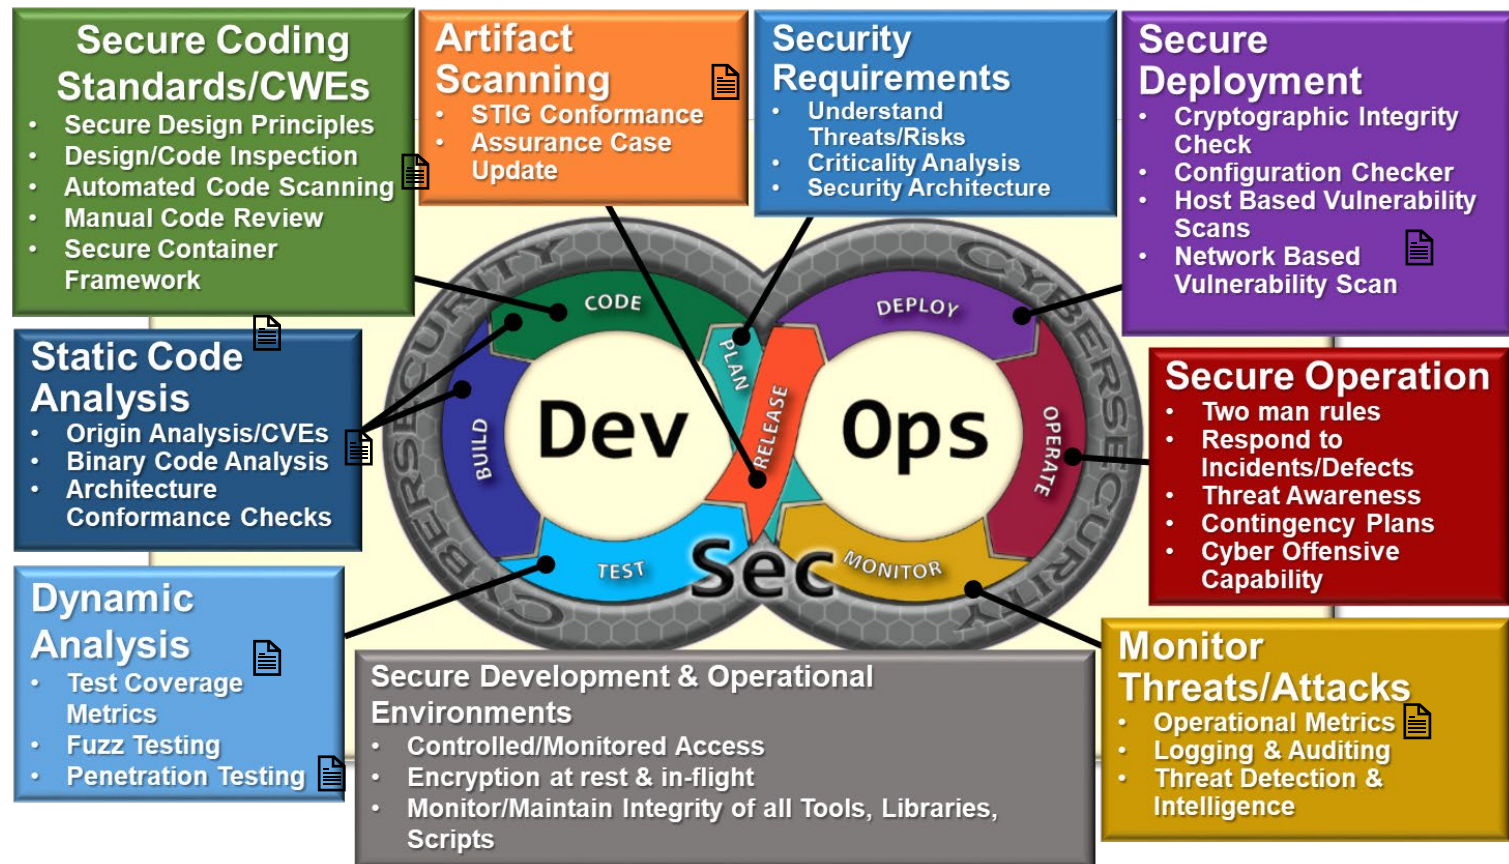 Secure Coding
Standards/CWEs
• Secure Design Principles
• Design/Code Inspection
• Automated Code Scanning
• Manual Code Review
• Secure Container
Framework
Artifact
Scanning
• STIG Conformance
• Assurance Case
Update
Security
Requirements
• Understand
Threats/Risks
• Criticality Analysis
• Security Architecture
Secure
Deployment
• Cryptographic Integrity
Check
• Configuration Checker
• Host Based Vulnerability
Scans
• Network Based
Vulnerability Scan
Static Code
Analysis
• Origin Analysis/CVEs
• Binary Code Analysis
• Architecture
Conformance Checks
CYBERSECURITY
CYBERSECURITY
CODE
PLAN
DEPLOY
BUILD
Dev
RELEASE
Ops
OPERATE
TEST
Sec
MONITOR
Secure Operation
• Two man rules
• Respond to
Incidents/Defects
• Threat Awareness
• Contingency Plans
• Cyber Offensive
Capability
Dynamic
Analysis
• Test Coverage
Metrics
• Fuzz Testing
• Penetration Testing
Secure Development & Operational
Environments
• Controlled/Monitored Access
• Encryption at rest & in-flight
• Monitor/Maintain Integrity of all Tools, Libraries,
Scripts
Monitor
Threats/Attacks
• Operational Metrics
• Logging & Auditing
• Threat Detection &
Intelligence